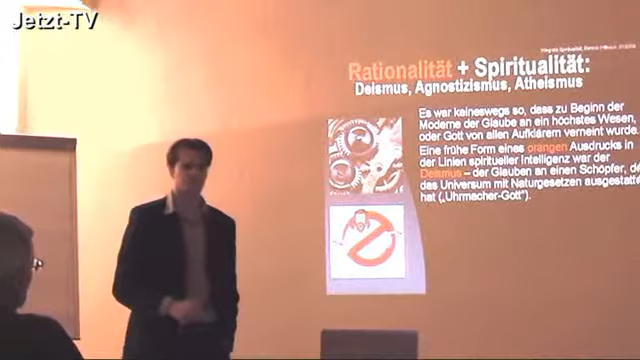 Jetzt-TV
Rationalität + Spiritualität:
Deismus, Agnostizismus, Atheismus
Es war keineswegs so, dass zu Beginn der
Moderne der Glaube an ein höchstes Wesen,
oder Gott von allen Aufklärern verneint wurde.
Eine frühe Form eines orangen Ausdrucks in
der Linien spiritueller Intelligenz war der
Deismus – der Glauben an einen Schöpfer, de
das Universum mit Naturgesetzen ausgestatte
hat („Uhrmacher-Gott").